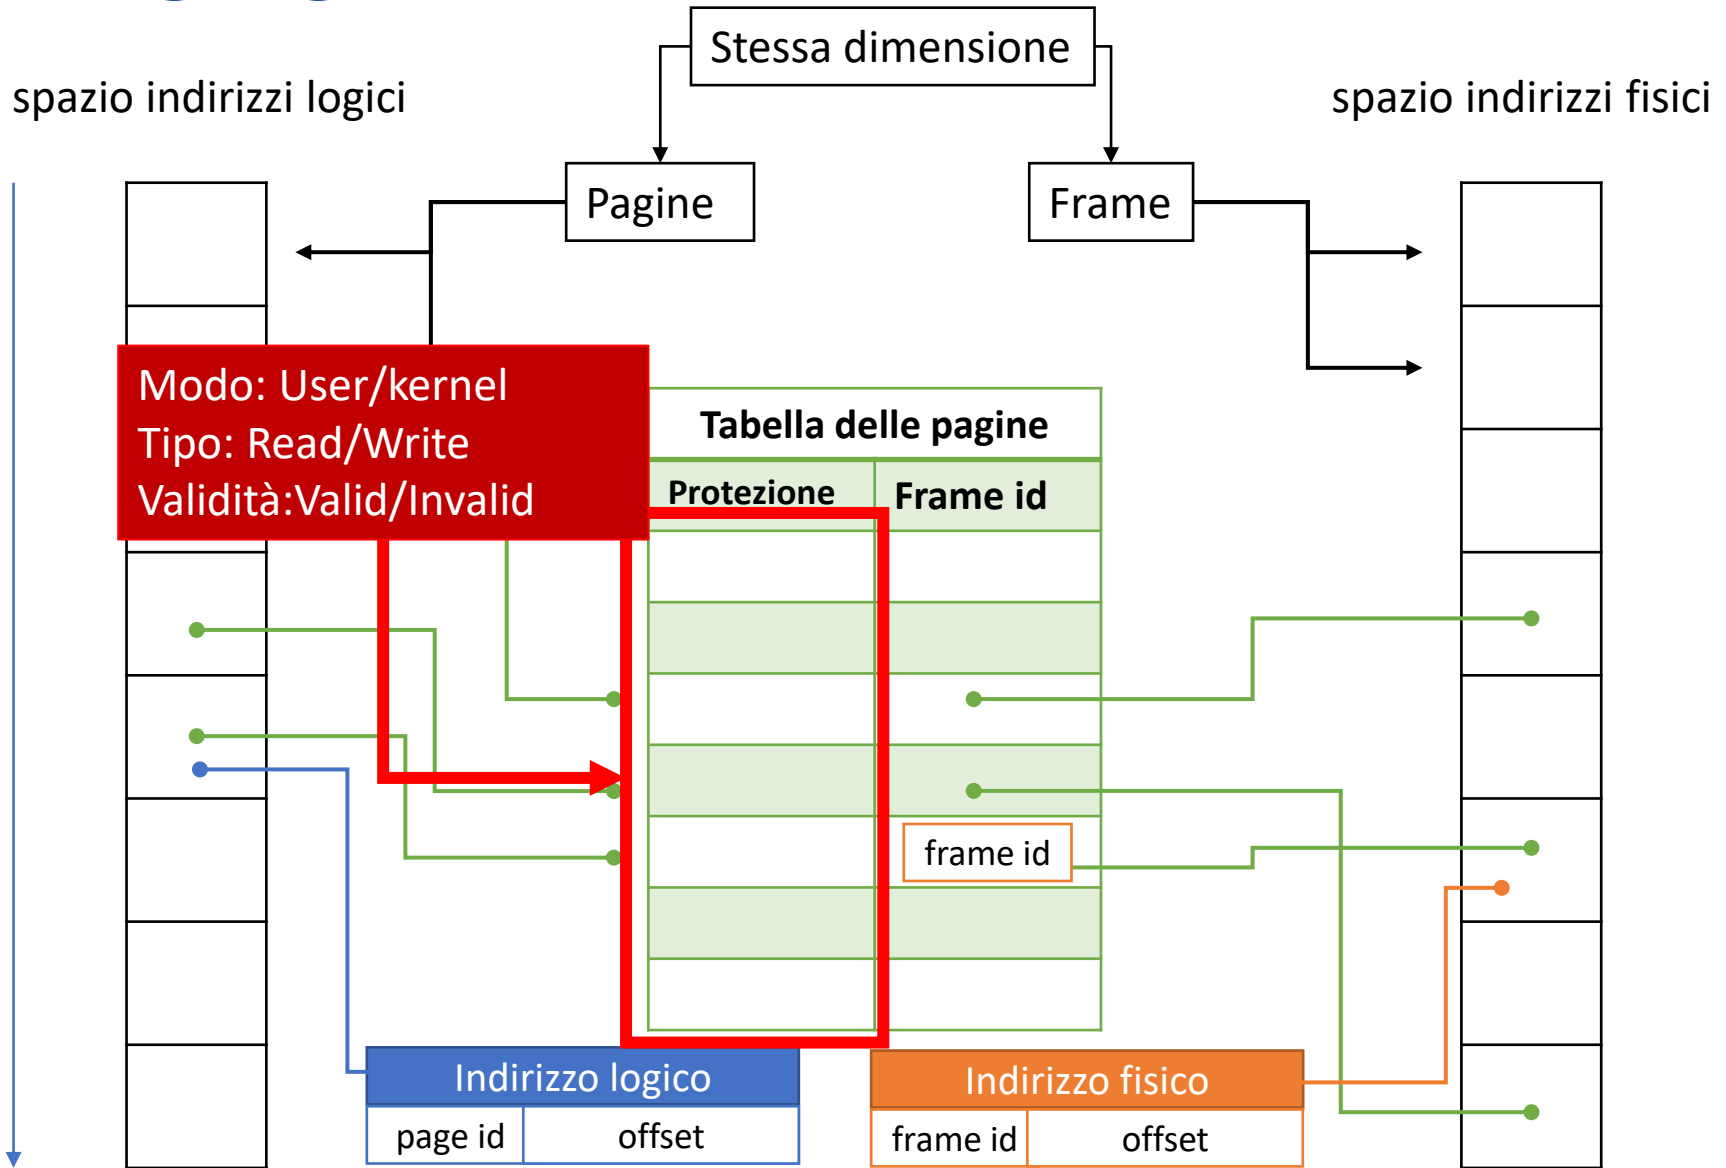 Stessa dimensione
spazio indirizzi logici
spazio indirizzi fisici
Pagine
Frame
Modo: User/kernel
Tipo: Read/Write
Validità:Valid/Invalid
Tabella delle pagine
Protezione
Frame id
frame id
Indirizzo logico
page id
offset
Indirizzo fisico
frame id
offset